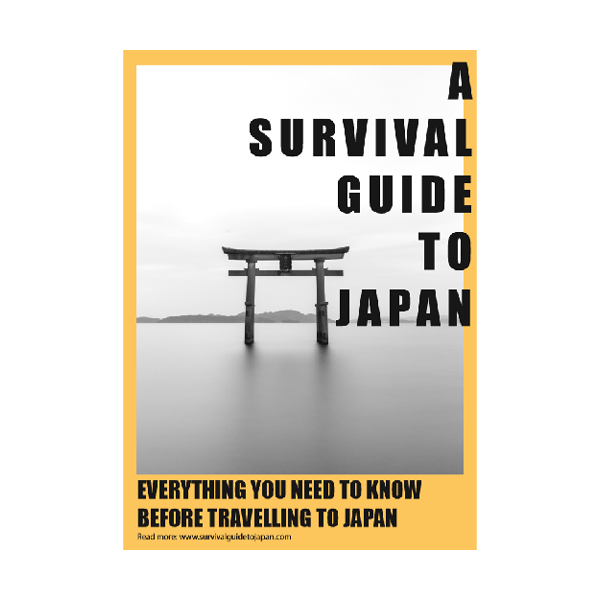 A
SURVIVAL
GUIDE
TO
JAPAN
EVERYTHING YOU NEED TO KNOW
BEFORE TRAVELLING TO JAPAN
Read more: www.survivalguidetojapan.com